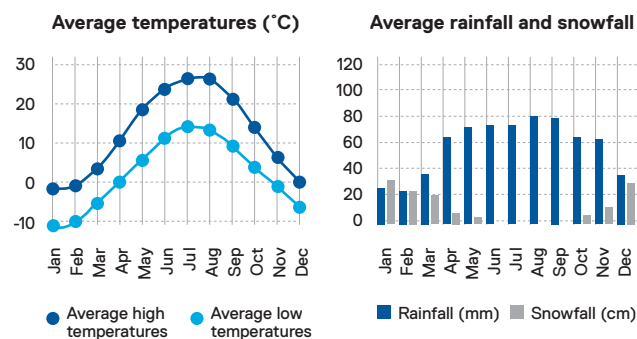 Average temperatures (˚C)
30
20
10
0
-10
Jan
Feb
Mar
Apr
May
Jun
Jul
Aug
Sep
Oct
Nov
Dec
Average high
temperatures
Average low
temperatures
Average rainfall and snowfall
120
100
80
60
40
20
0
Jan
Feb
Mar
Apr
May
Jun
Jul
Aug
Sep
Oct
Nov
Dec
Rainfall (mm)
Snowfall (cm)